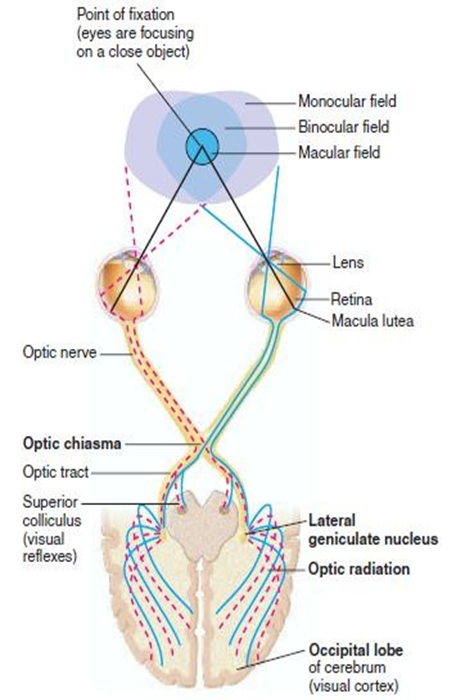 Point of fixation
(eyes are focusing
on a close object)
Monocular field
Binocular field
Macular field
Lens
Retina
Macula lutea
Optic nerve
Optic chiasma
Optic tract
Superior
colliculus
(visual
reflexes)
Lateral
geniculate nucleus
Optic radiation
Occipital lobe
of cerebrum
(visual cortex)